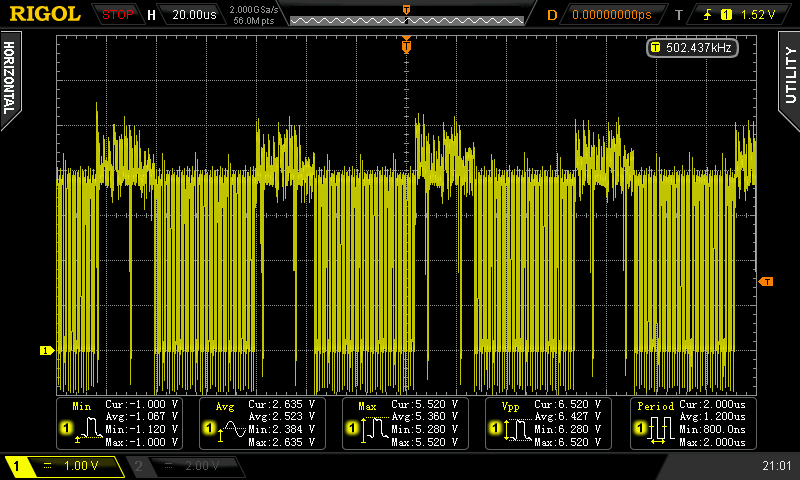 RIGOL STOP H 20.00us 2.000GSa/s 56.0Mpts T D 0.00000000ps T 1 1.52 V
HORIZONTAL
UTILITY
T
T 502.437kHz
T
1
Min Cur:-1.000 V
Avg:-1.067 V
Min:-1.120 V
Max:-1.000 V
1
Avg Cur:2.635 V
Avg:2.523 V
Min:2.384 V
Max:2.635 V
1
Max Cur:5.520 V
Avg:5.360 V
Min:5.280 V
Max:5.520 V
1
Vpp Cur:6.520 V
Avg:6.427 V
Min:6.280 V
Max:6.520 V
1
Period Cur:2.000us
Avg:1.200us
Min:800.0ns
Max:2.000us
1
1 1.00 V 2 2.00 V 21:01